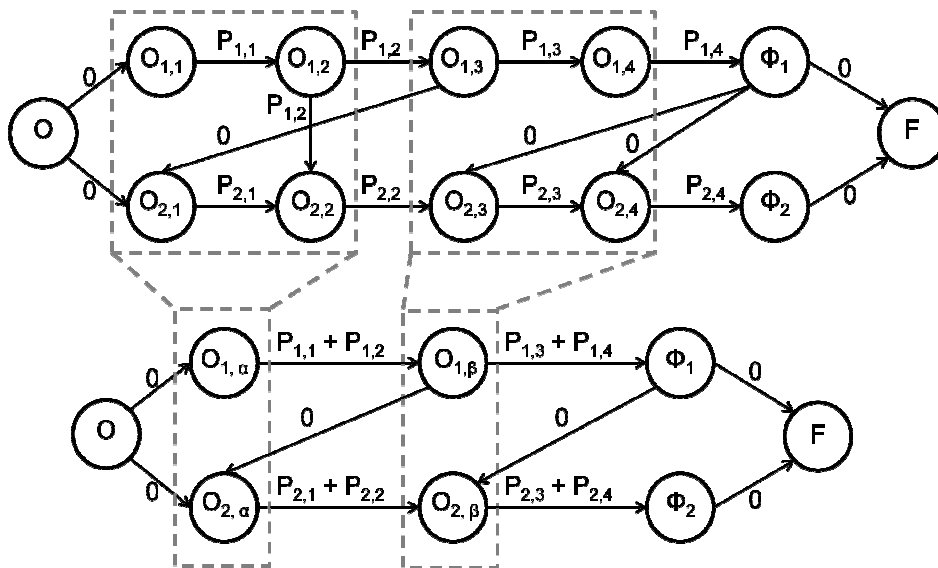 P1,1 P1,2 P1,3 P1,4
O1,1 O1,2 O1,3 O1,4 Φ1
0 0
P1,2
O 0 0 F
0 P2,1 P2,2 P2,3 P2,4 0
O2,1 O2,2 O2,3 O2,4 Φ2
P1,1 + P1,2 P1,3 + P1,4
O1, α O1,β Φ1
0 0
O 0 0 F
0 P2,1 + P2,2 P2,3 + P2,4 0
O2, α O2, β Φ2